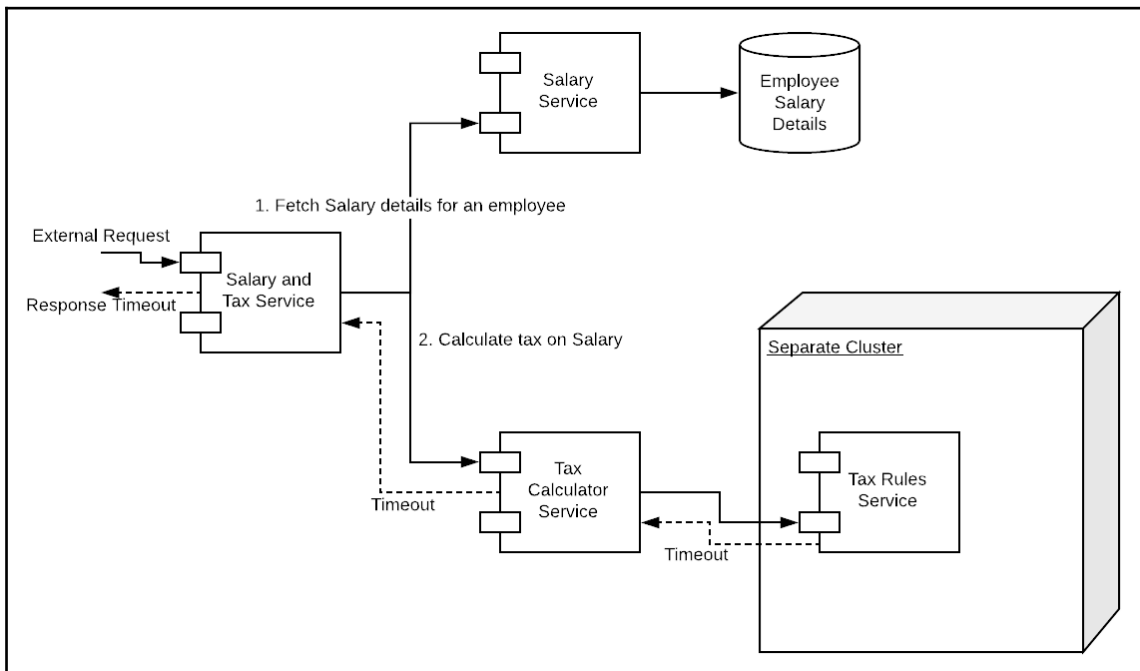 Salary
Service
Employee
Salary
Details
1. Fetch Salary details for an employee
External Request
Salary and
Tax Service
Response Timeout
2. Calculate tax on Salary
Separate Cluster
Tax
Calculator
Service
Timeout
Tax Rules
Service
Timeout